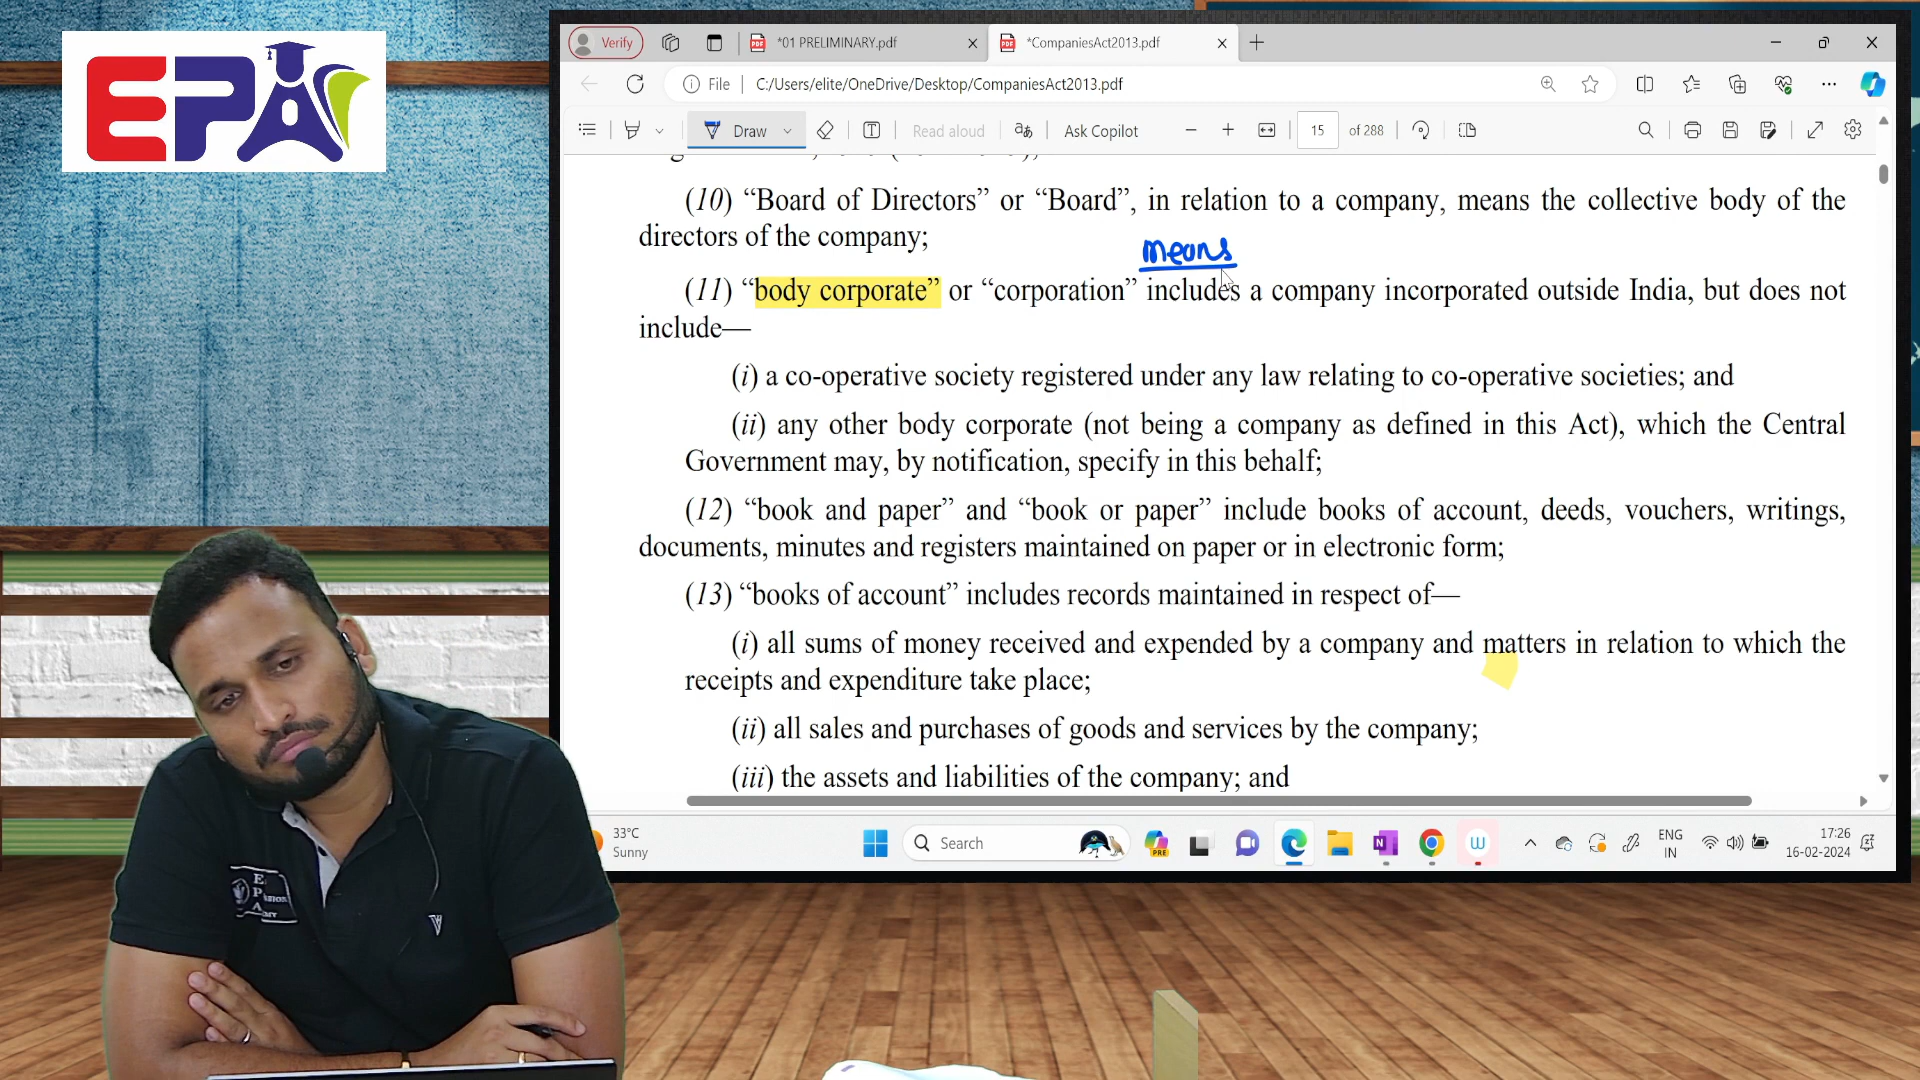 EPA
Verify
*01 PRELIMINARY.pdf
*CompaniesAct2013.pdf
File
C:/Users/elite/OneDrive/Desktop/CompaniesAct2013.pdf
Draw
Read aloud
aあ
Ask Copilot
15
of 288
(10) “Board of Directors” or “Board”, in relation to a company, means the collective body of the
directors of the company;
means
(11) “body corporate” or “corporation” includes a company incorporated outside India, but does not
include—
(i) a co-operative society registered under any law relating to co-operative societies; and
(ii) any other body corporate (not being a company as defined in this Act), which the Central
Government may, by notification, specify in this behalf;
(12) “book and paper” and “book or paper” include books of account, deeds, vouchers, writings,
documents, minutes and registers maintained on paper or in electronic form;
(13) “books of account” includes records maintained in respect of—
(i) all sums of money received and expended by a company and matters in relation to which the
receipts and expenditure take place;
(ii) all sales and purchases of goods and services by the company;
(iii) the assets and liabilities of the company; and
33°C
Sunny
Search
PRE
ENG
IN
17:26
16-02-2024